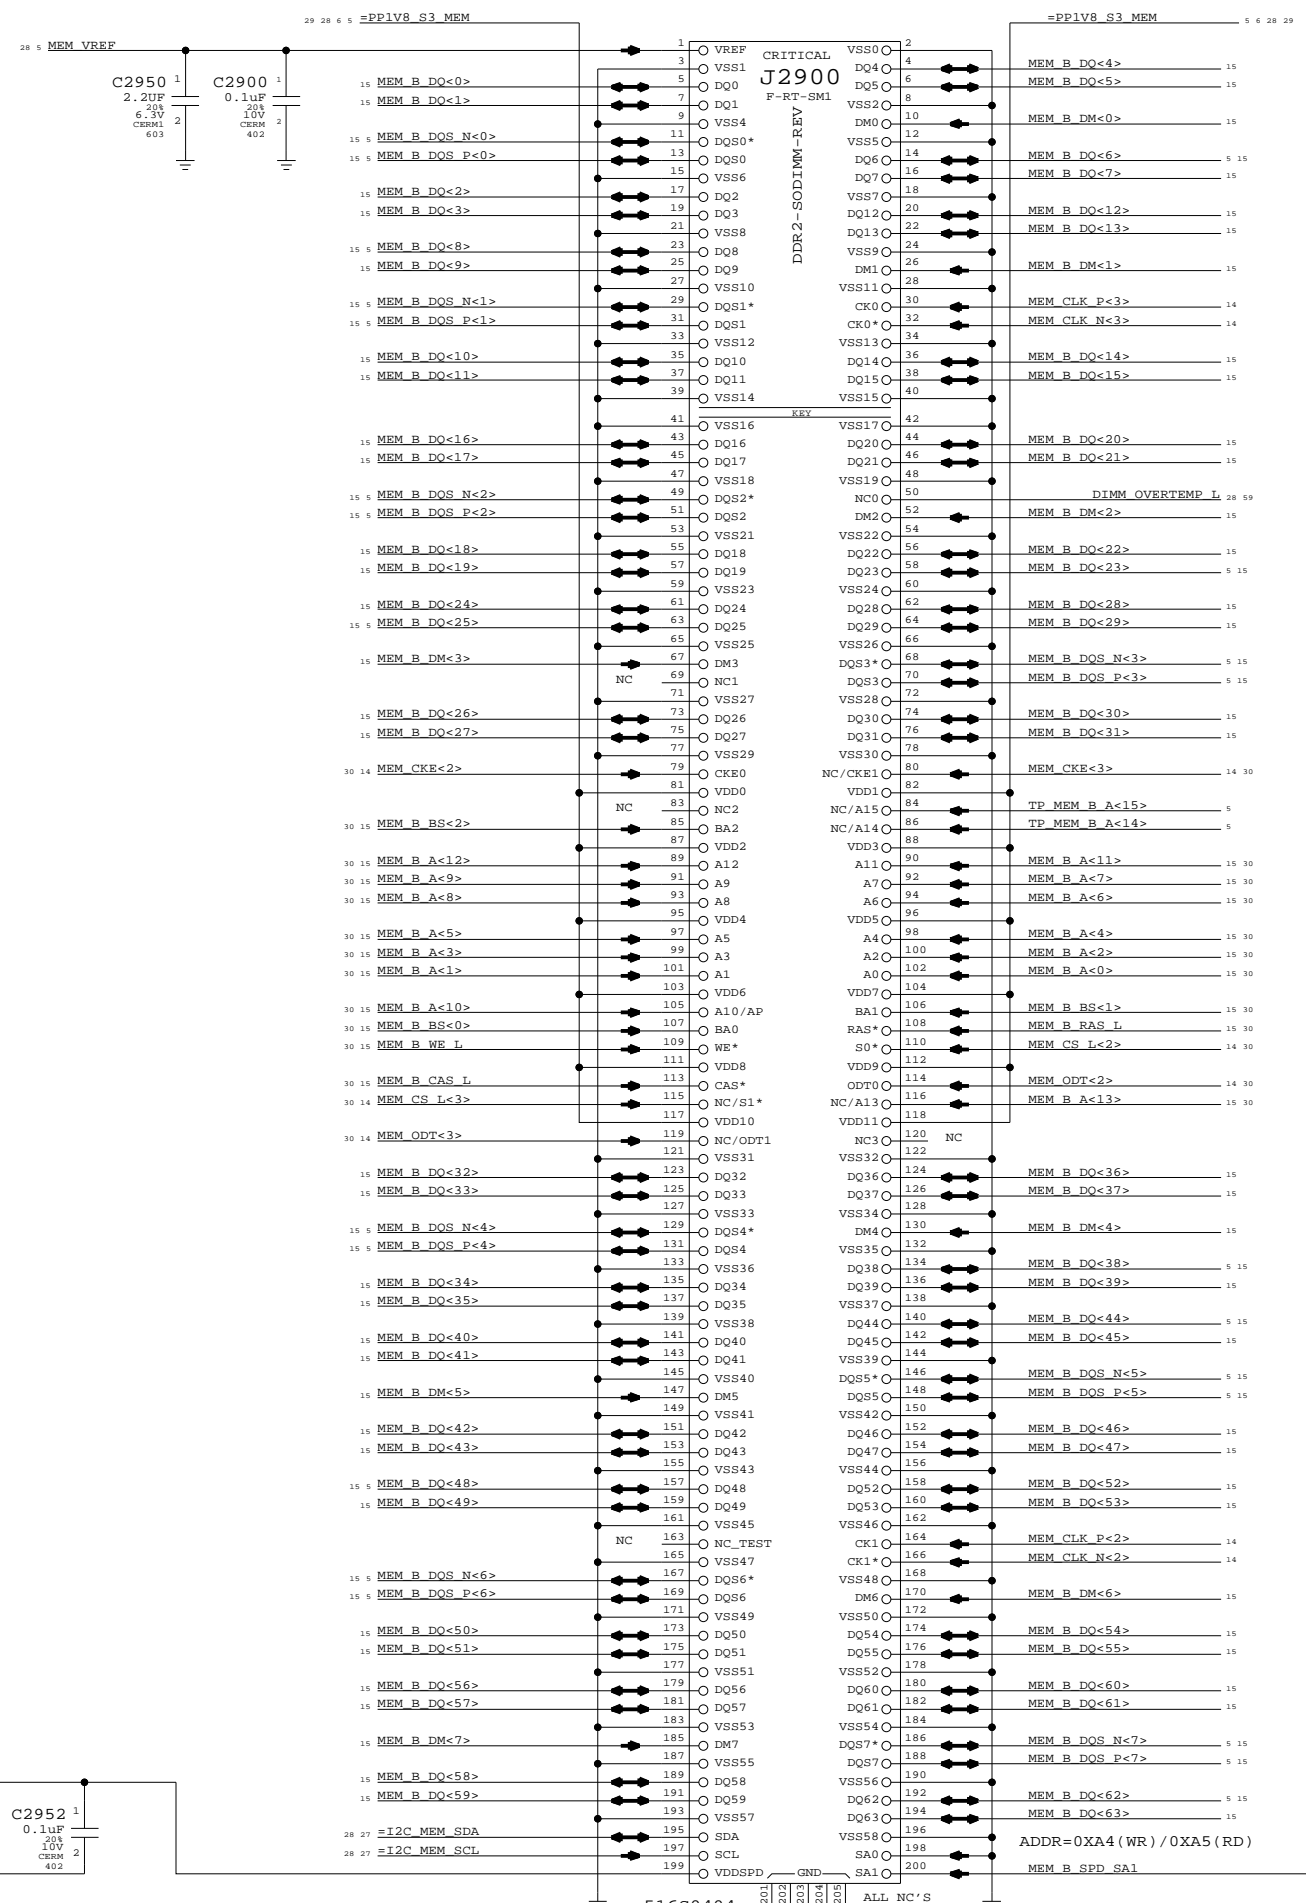 29 28 6 5 =PP1V8_S3_MEM
=PP1V8_S3_MEM 5 6 28 29
28 5 MEM_VREF 1 VREF CRITICAL VSS0 2
3 VSS1 J2900 DQ4 4 MEM_B_DQ<4> 15
15 MEM_B_DQ<0> 5 DQ0 F-RT-SM1 DQ5 6 MEM_B_DQ<5> 15
15 MEM_B_DQ<1> 7 DQ1 VSS2 8
DDR2-SODIMM-REV
C2950 1
2.2UF
20%
6.3V
CERM1
603
2
C2900 1
0.1uF
20%
10V
CERM
402
2
9 VSS4 DM0 10 MEM_B_DM<0> 15
15 5 MEM_B_DQS_N<0> 11 DQS0* VSS5 12
15 5 MEM_B_DQS_P<0> 13 DQS0 DQ6 14 MEM_B_DQ<6> 5 15
15 VSS6 DQ7 16 MEM_B_DQ<7> 15
15 MEM_B_DQ<2> 17 DQ2 VSS7 18
15 MEM_B_DQ<3> 19 DQ3 DQ12 20 MEM_B_DQ<12> 15
21 VSS8 DQ13 22 MEM_B_DQ<13> 15
15 5 MEM_B_DQ<8> 23 DQ8 VSS9 24
15 MEM_B_DQ<9> 25 DQ9 DM1 26 MEM_B_DM<1> 15
27 VSS10 VSS11 28
15 5 MEM_B_DQS_N<1> 29 DQS1* CK0 30 MEM_CLK_P<3> 14
15 5 MEM_B_DQS_P<1> 31 DQS1 CK0* 32 MEM_CLK_N<3> 14
33 VSS12 VSS13 34
15 MEM_B_DQ<10> 35 DQ10 DQ14 36 MEM_B_DQ<14> 15
15 MEM_B_DQ<11> 37 DQ11 DQ15 38 MEM_B_DQ<15> 15
39 VSS14 VSS15 40
KEY
41 VSS16 VSS17 42
15 MEM_B_DQ<16> 43 DQ16 DQ20 44 MEM_B_DQ<20> 15
15 MEM_B_DQ<17> 45 DQ17 DQ21 46 MEM_B_DQ<21> 15
47 VSS18 VSS19 48
15 5 MEM_B_DQS_N<2> 49 DQS2* NC0 50 DIMM_OVERTEMP_L 28 59
15 5 MEM_B_DQS_P<2> 51 DQS2 DM2 52 MEM_B_DM<2> 15
53 VSS21 VSS22 54
15 MEM_B_DQ<18> 55 DQ18 DQ22 56 MEM_B_DQ<22> 15
15 MEM_B_DQ<19> 57 DQ19 DQ23 58 MEM_B_DQ<23> 5 15
59 VSS23 VSS24 60
15 MEM_B_DQ<24> 61 DQ24 DQ28 62 MEM_B_DQ<28> 15
15 5 MEM_B_DQ<25> 63 DQ25 DQ29 64 MEM_B_DQ<29> 15
65 VSS25 VSS26 66
15 MEM_B_DM<3> 67 DM3 DQS3* 68 MEM_B_DQS_N<3> 5 15
NC 69 NC1 DQS3 70 MEM_B_DQS_P<3> 5 15
71 VSS27 VSS28 72
15 MEM_B_DQ<26> 73 DQ26 DQ30 74 MEM_B_DQ<30> 15
15 MEM_B_DQ<27> 75 DQ27 DQ31 76 MEM_B_DQ<31> 15
77 VSS29 VSS30 78
30 14 MEM_CKE<2> 79 CKE0 NC/CKE1 80 MEM_CKE<3> 14 30
81 VDD0 VDD1 82
NC 83 NC2 NC/A15 84 TP_MEM_B_A<15> 5
30 15 MEM_B_BS<2> 85 BA2 NC/A14 86 TP_MEM_B_A<14> 5
87 VDD2 VDD3 88
30 15 MEM_B_A<12> 89 A12 A11 90 MEM_B_A<11> 15 30
30 15 MEM_B_A<9> 91 A9 A7 92 MEM_B_A<7> 15 30
30 15 MEM_B_A<8> 93 A8 A6 94 MEM_B_A<6> 15 30
95 VDD4 VDD5 96
30 15 MEM_B_A<5> 97 A5 A4 98 MEM_B_A<4> 15 30
30 15 MEM_B_A<3> 99 A3 A2 100 MEM_B_A<2> 15 30
30 15 MEM_B_A<1> 101 A1 A0 102 MEM_B_A<0> 15 30
103 VDD6 VDD7 104
30 15 MEM_B_A<10> 105 A10/AP BA1 106 MEM_B_BS<1> 15 30
30 15 MEM_B_BS<0> 107 BA0 RAS* 108 MEM_B_RAS_L 15 30
30 15 MEM_B_WE_L 109 WE* S0* 110 MEM_CS_L<2> 14 30
111 VDD8 VDD9 112
30 15 MEM_B_CAS_L 113 CAS* ODT0 114 MEM_ODT<2> 14 30
30 14 MEM_CS_L<3> 115 NC/S1* NC/A13 116 MEM_B_A<13> 15 30
117 VDD10 VDD11 118
30 14 MEM_ODT<3> 119 NC/ODT1 NC3 120 NC
121 VSS31 VSS32 122
15 MEM_B_DQ<32> 123 DQ32 DQ36 124 MEM_B_DQ<36> 15
15 MEM_B_DQ<33> 125 DQ33 DQ37 126 MEM_B_DQ<37> 15
127 VSS33 VSS34 128
15 5 MEM_B_DQS_N<4> 129 DQS4* DM4 130 MEM_B_DM<4> 15
15 5 MEM_B_DQS_P<4> 131 DQS4 VSS35 132
133 VSS36 DQ38 134 MEM_B_DQ<38> 5 15
15 MEM_B_DQ<34> 135 DQ34 DQ39 136 MEM_B_DQ<39> 15
15 MEM_B_DQ<35> 137 DQ35 VSS37 138
139 VSS38 DQ44 140 MEM_B_DQ<44> 5 15
15 MEM_B_DQ<40> 141 DQ40 DQ45 142 MEM_B_DQ<45> 15
15 MEM_B_DQ<41> 143 DQ41 VSS39 144
145 VSS40 DQS5* 146 MEM_B_DQS_N<5> 5 15
15 MEM_B_DM<5> 147 DM5 DQS5 148 MEM_B_DQS_P<5> 5 15
149 VSS41 VSS42 150
15 MEM_B_DQ<42> 151 DQ42 DQ46 152 MEM_B_DQ<46> 15
15 MEM_B_DQ<43> 153 DQ43 DQ47 154 MEM_B_DQ<47> 15
155 VSS43 VSS44 156
15 5 MEM_B_DQ<48> 157 DQ48 DQ52 158 MEM_B_DQ<52> 15
15 MEM_B_DQ<49> 159 DQ49 DQ53 160 MEM_B_DQ<53> 15
161 VSS45 VSS46 162
NC 163 NC_TEST CK1 164 MEM_CLK_P<2> 14
165 VSS47 CK1* 166 MEM_CLK_N<2> 14
15 5 MEM_B_DQS_N<6> 167 DQS6* VSS48 168
15 5 MEM_B_DQS_P<6> 169 DQS6 DM6 170 MEM_B_DM<6> 15
171 VSS49 VSS50 172
15 MEM_B_DQ<50> 173 DQ50 DQ54 174 MEM_B_DQ<54> 15
15 MEM_B_DQ<51> 175 DQ51 DQ55 176 MEM_B_DQ<55> 15
177 VSS51 VSS52 178
15 MEM_B_DQ<56> 179 DQ56 DQ60 180 MEM_B_DQ<60> 15
15 MEM_B_DQ<57> 181 DQ57 DQ61 182 MEM_B_DQ<61> 15
183 VSS53 VSS54 184
15 MEM_B_DM<7> 185 DM7 DQS7* 186 MEM_B_DQS_N<7> 5 15
187 VSS55 DQS7 188 MEM_B_DQS_P<7> 5 15
15 MEM_B_DQ<58> 189 DQ58 VSS56 190
15 MEM_B_DQ<59> 191 DQ59 DQ62 192 MEM_B_DQ<62> 5 15
193 VSS57 DQ63 194 MEM_B_DQ<63> 15
28 27 =I2C_MEM_SDA 195 SDA VSS58 196 ADDR=0XA4(WR)/0XA5(RD)
28 27 =I2C_MEM_SCL 197 SCL SA0 198
199 VDDSPD GND SA1 200 MEM_B_SPD_SA1
C2952 1
0.1uF
20%
10V
CERM
402
2
201 202 203 204 205
ALL NC'S